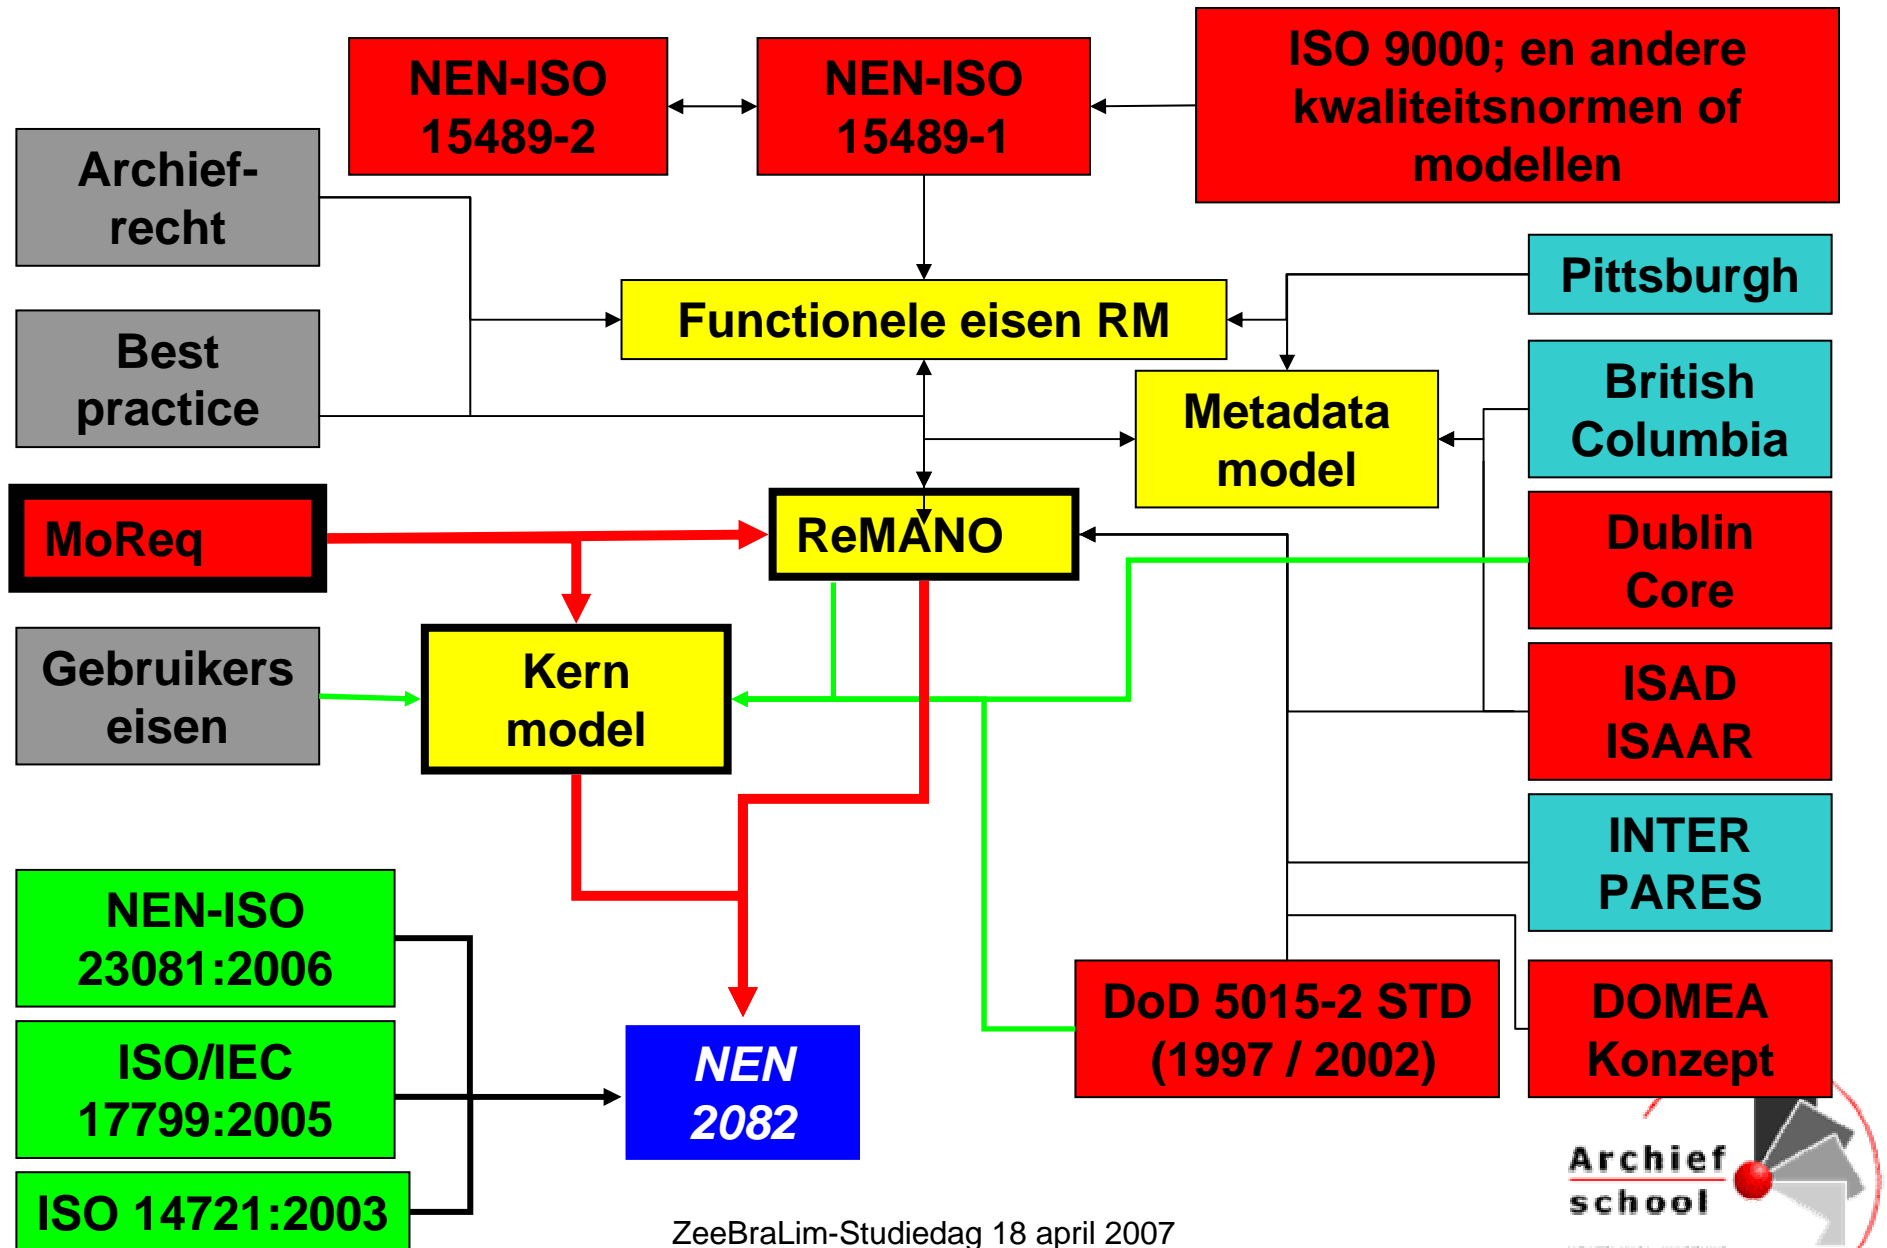 NEN-ISO
15489-2
NEN-ISO
15489-1
ISO 9000; en andere
kwaliteitsnormen of
modellen
Archief-
recht
Best
practice
Functionele eisen RM
Pittsburgh
Metadata
model
British
Columbia
MoReq
ReMANO
Dublin
Core
Gebruikers
eisen
Kern
model
ISAD
ISAAR
INTER
PARES
NEN-ISO
23081:2006
ISO/IEC
17799:2005
ISO 14721:2003
NEN
2082
DoD 5015-2 STD
(1997 / 2002)
DOMEA
Konzept
Archief
school
ZeeBraLim-Studiedag 18 april 2007